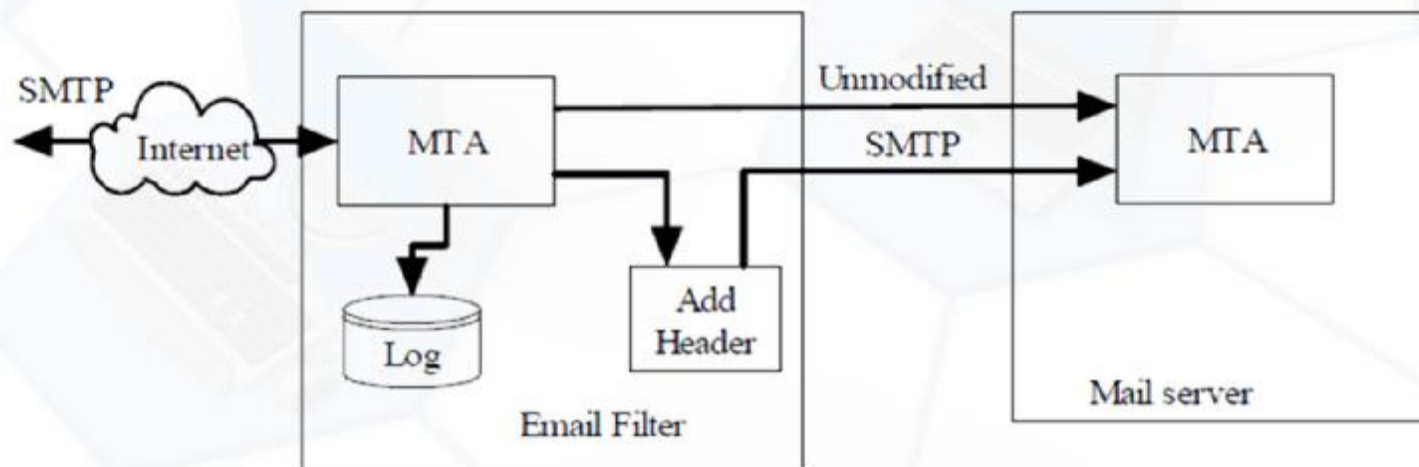 SMTP
Internet
MTA
Unmodified
SMTP
MTA
Log
Add
Header
Email Filter
Mail server